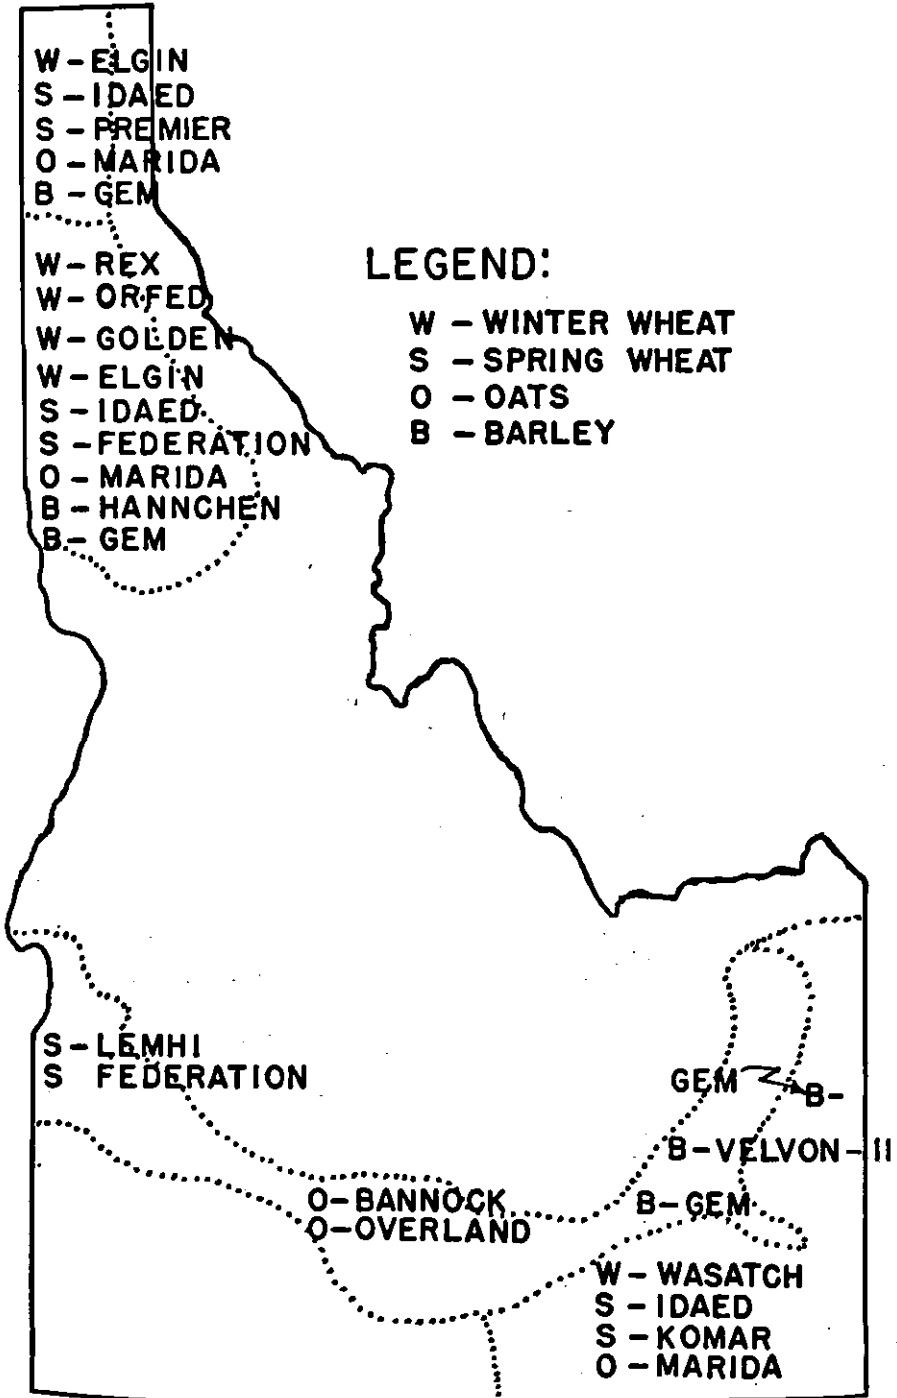 W - ELGIN
S - IDAED
S - PREMIER
O - MARIDA
B - GEM
W - REX
W - ORFED
W - GOLDEN
W - ELGIN
S - IDAED
S - FEDERATION
O - MARIDA
B - HANNCHEN
B - GEM
LEGEND:
W - WINTER WHEAT
S - SPRING WHEAT
O - OATS
B - BARLEY
S - LEMHI
S FEDERATION
GEM B-
B - VELVON - II
O - BANNOCK
O - OVERLAND
B - GEM
W - WASATCH
S - IDAED
S - KOMAR
O - MARIDA